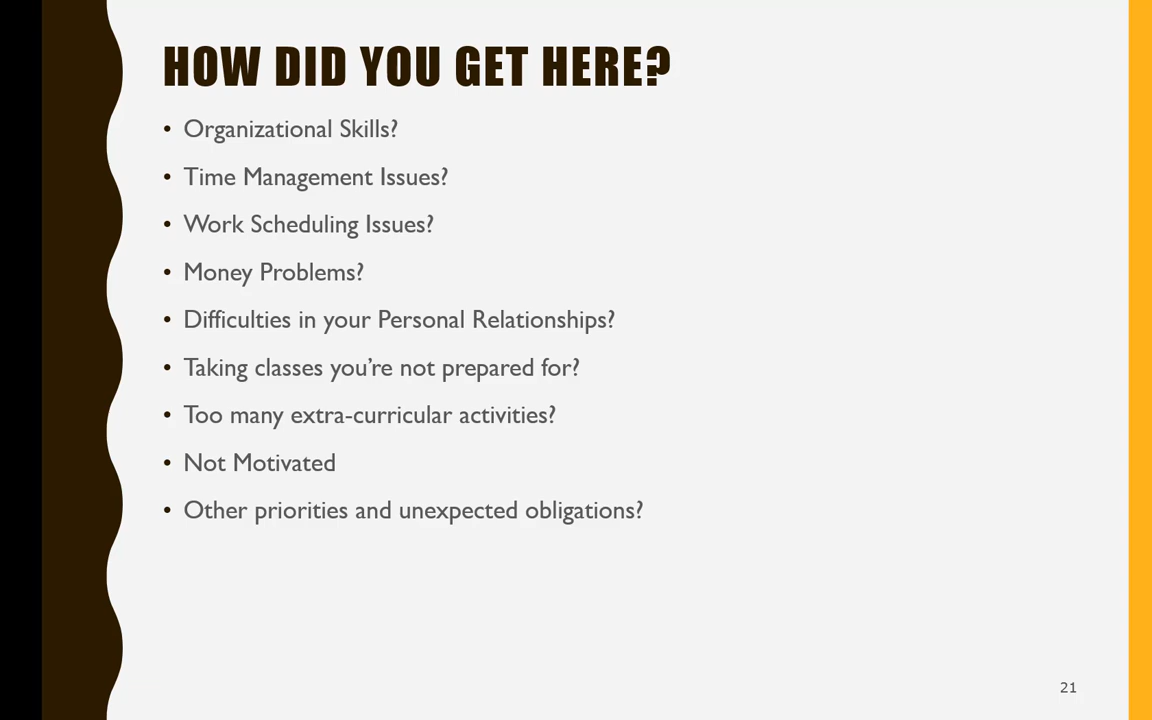 HOW DID YOU GET HERE?
• Organizational Skills?
• Time Management Issues?
• Work Scheduling Issues?
• Money Problems?
• Difficulties in your Personal Relationships?
• Taking classes you’re not prepared for?
• Too many extra-curricular activities?
• Not Motivated
• Other priorities and unexpected obligations?
21